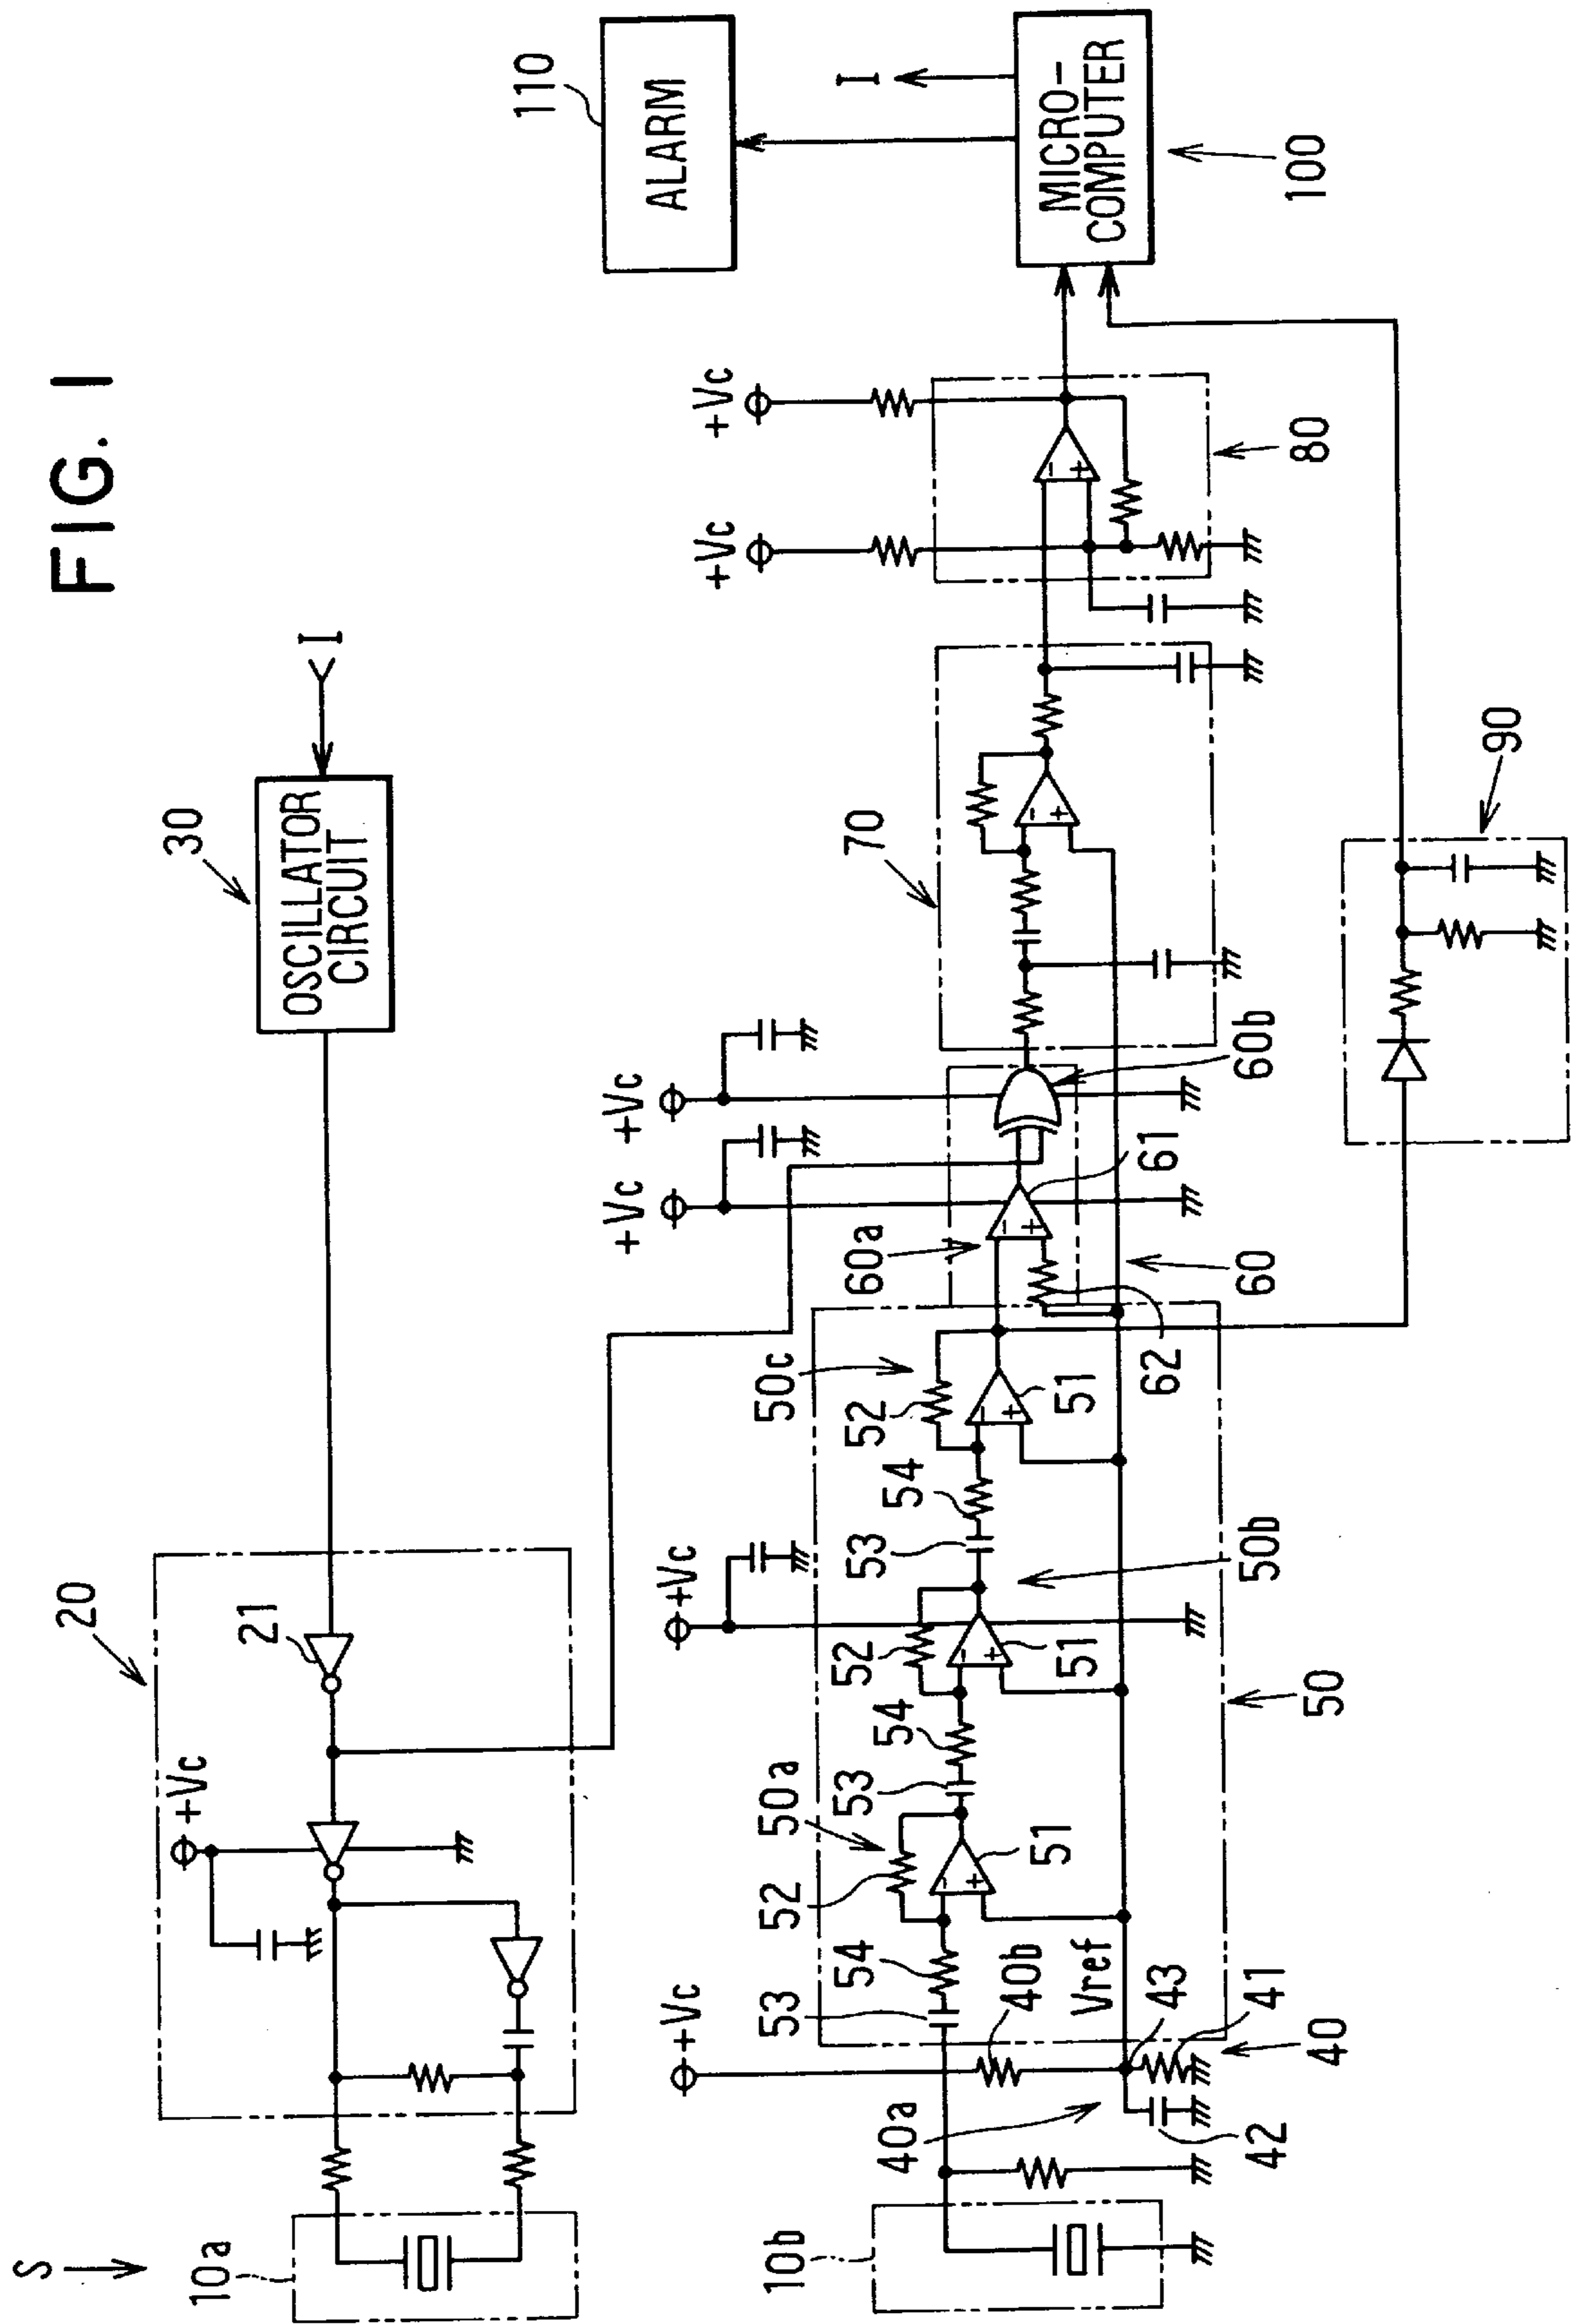 FIG. 1
S
10a
20
+Vc
21
30
OSCILLATOR
CIRCUIT
I
110
ALARM
I
MICRO-
COMPUTER
100
10b
40a
+Vc
40b
Vref
43
41
42
40
53
54
52
50a
51
53
54
52
+Vc
51
50b
53
54
52
50c
51
50
62
60a
+Vc
61
60
+Vc
60b
70
+Vc
+Vc
80
90
- +
- +
- +
- +
- +
- +